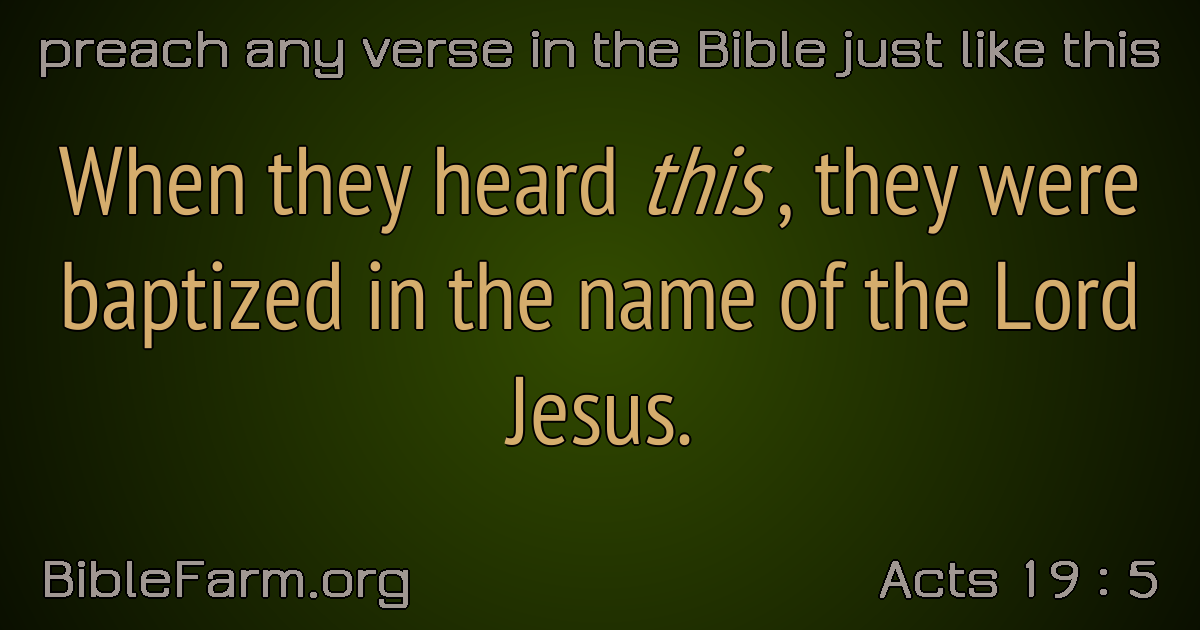 preach any verse in the Bible just like this
When they heard this, they were
baptized in the name of the Lord
Jesus.
BibleFarm.org
Acts 19 : 5